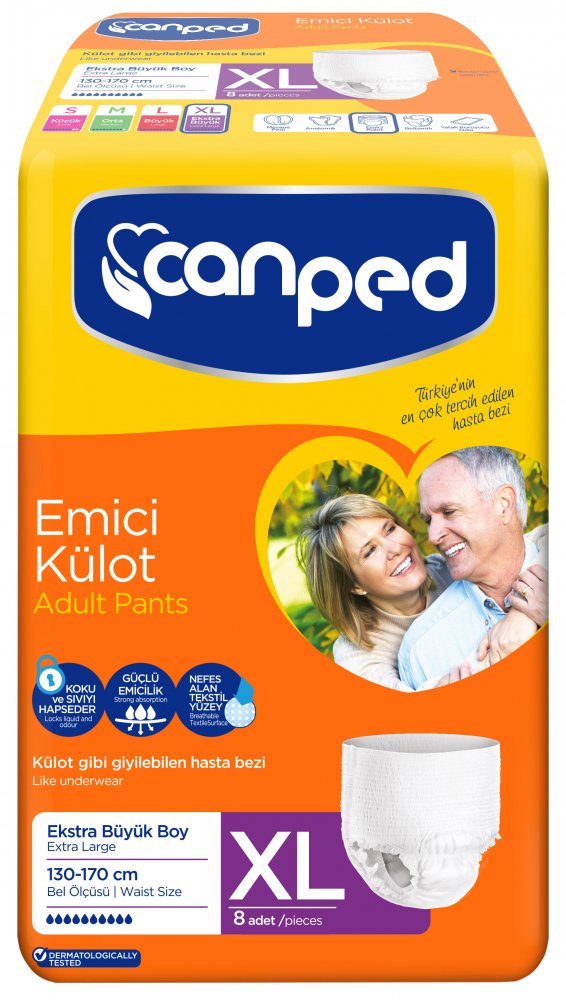 canped
Emici Külot
Adult Pants
Külot gibi giyilebilen hasta bezi
Like underwear
Ekstra Büyük Boy
Extra Large
130-170 cm
Bel Ölçüsü | Waist Size
XL
8 adet /pieces
S
Küçük
M
Orta
L
Büyük
XL
Ekstra
Büyük
canped
Türkiye'nin
en çok tercih edilen
hasta bezi
Emici
Külot
Adult Pants
KOKU
ve SIVIYI
HAPSEDER
Locks liquid and
odour
GÜÇLÜ
EMİCİLİK
Strong absorption
NEFES
ALAN
TEKSTİL
YÜZEY
Breathable
TextileSurface
Külot gibi giyilebilen hasta bezi
Like underwear
Ekstra Büyük Boy
Extra Large
130-170 cm
Bel Ölçüsü | Waist Size
XL
8 adet /pieces
DERMATOLOGICALLY
TESTED